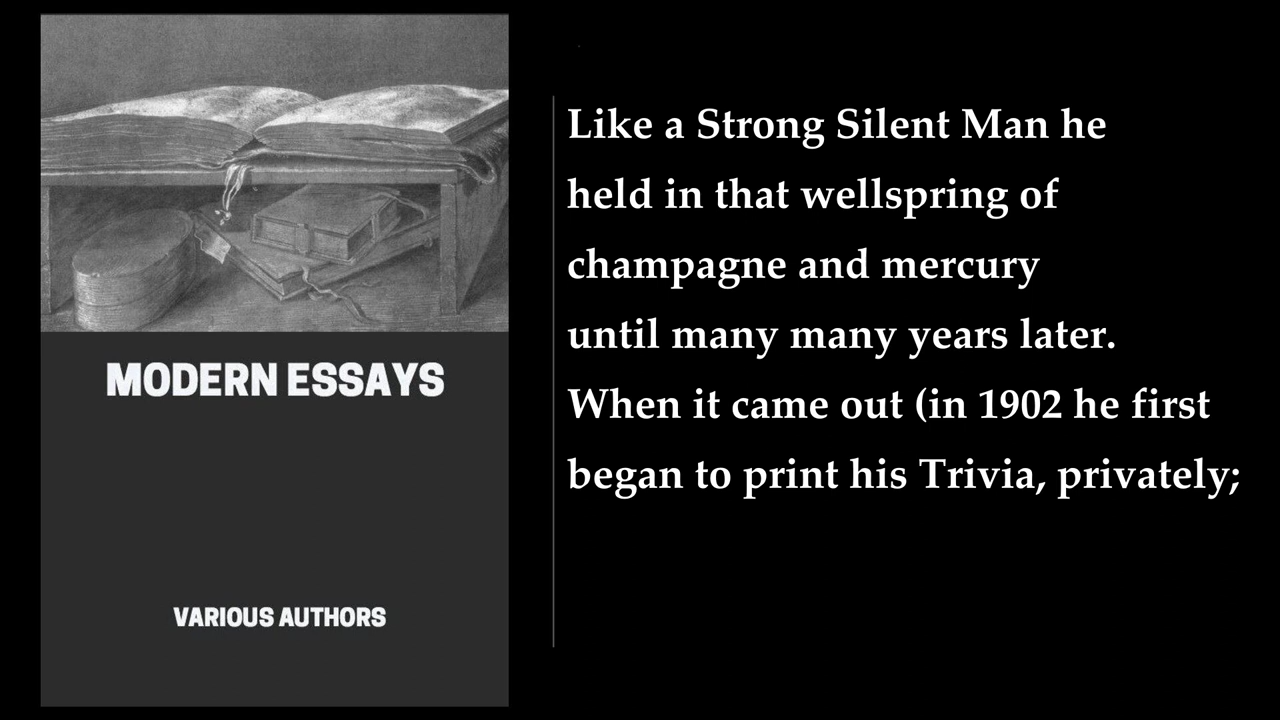 MODERN ESSAYS
VARIOUS AUTHORS
Like a Strong Silent Man he
held in that wellspring of
champagne and mercury
until many many years later.
When it came out (in 1902 he first
began to print his Trivia, privately;